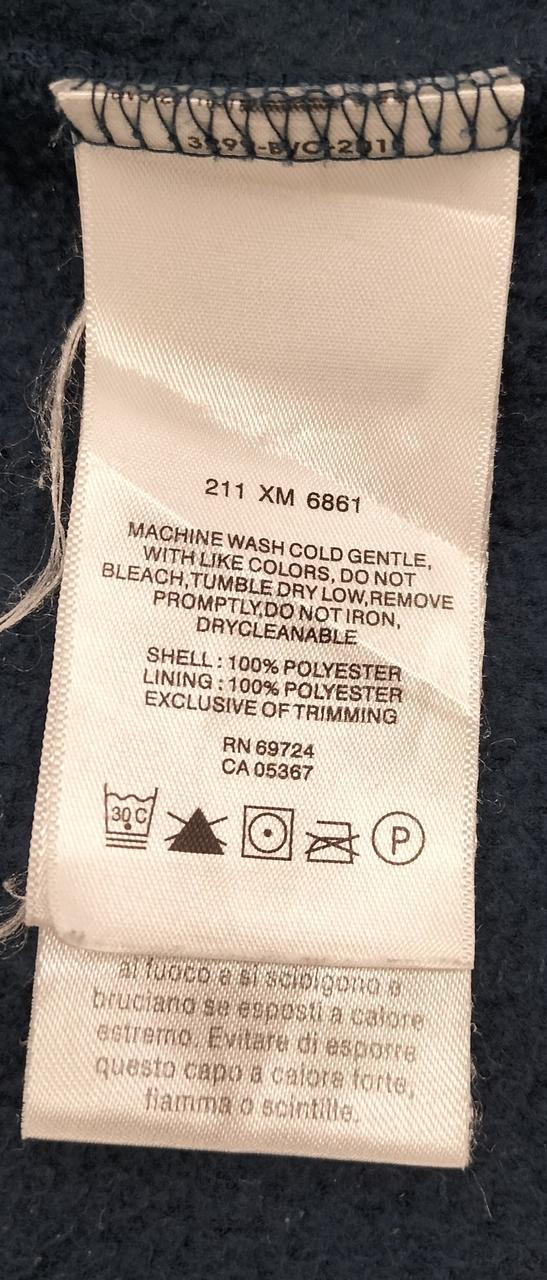 211 XM 6861
MACHINE WASH COLD GENTLE,
WITH LIKE COLORS, DO NOT
BLEACH,TUMBLE DRY LOW,REMOVE
PROMPTLY,DO NOT IRON,
DRYCLEANABLE
SHELL : 100% POLYESTER
LINING : 100% POLYESTER
EXCLUSIVE OF TRIMMING
RN 69724
CA 05367
30 C
P
al fuoco e si sciolgono e
bruciano se esposti a calore
estremo. Evitare di esporre
questo capo a calore forte,
fiamma o scintille.